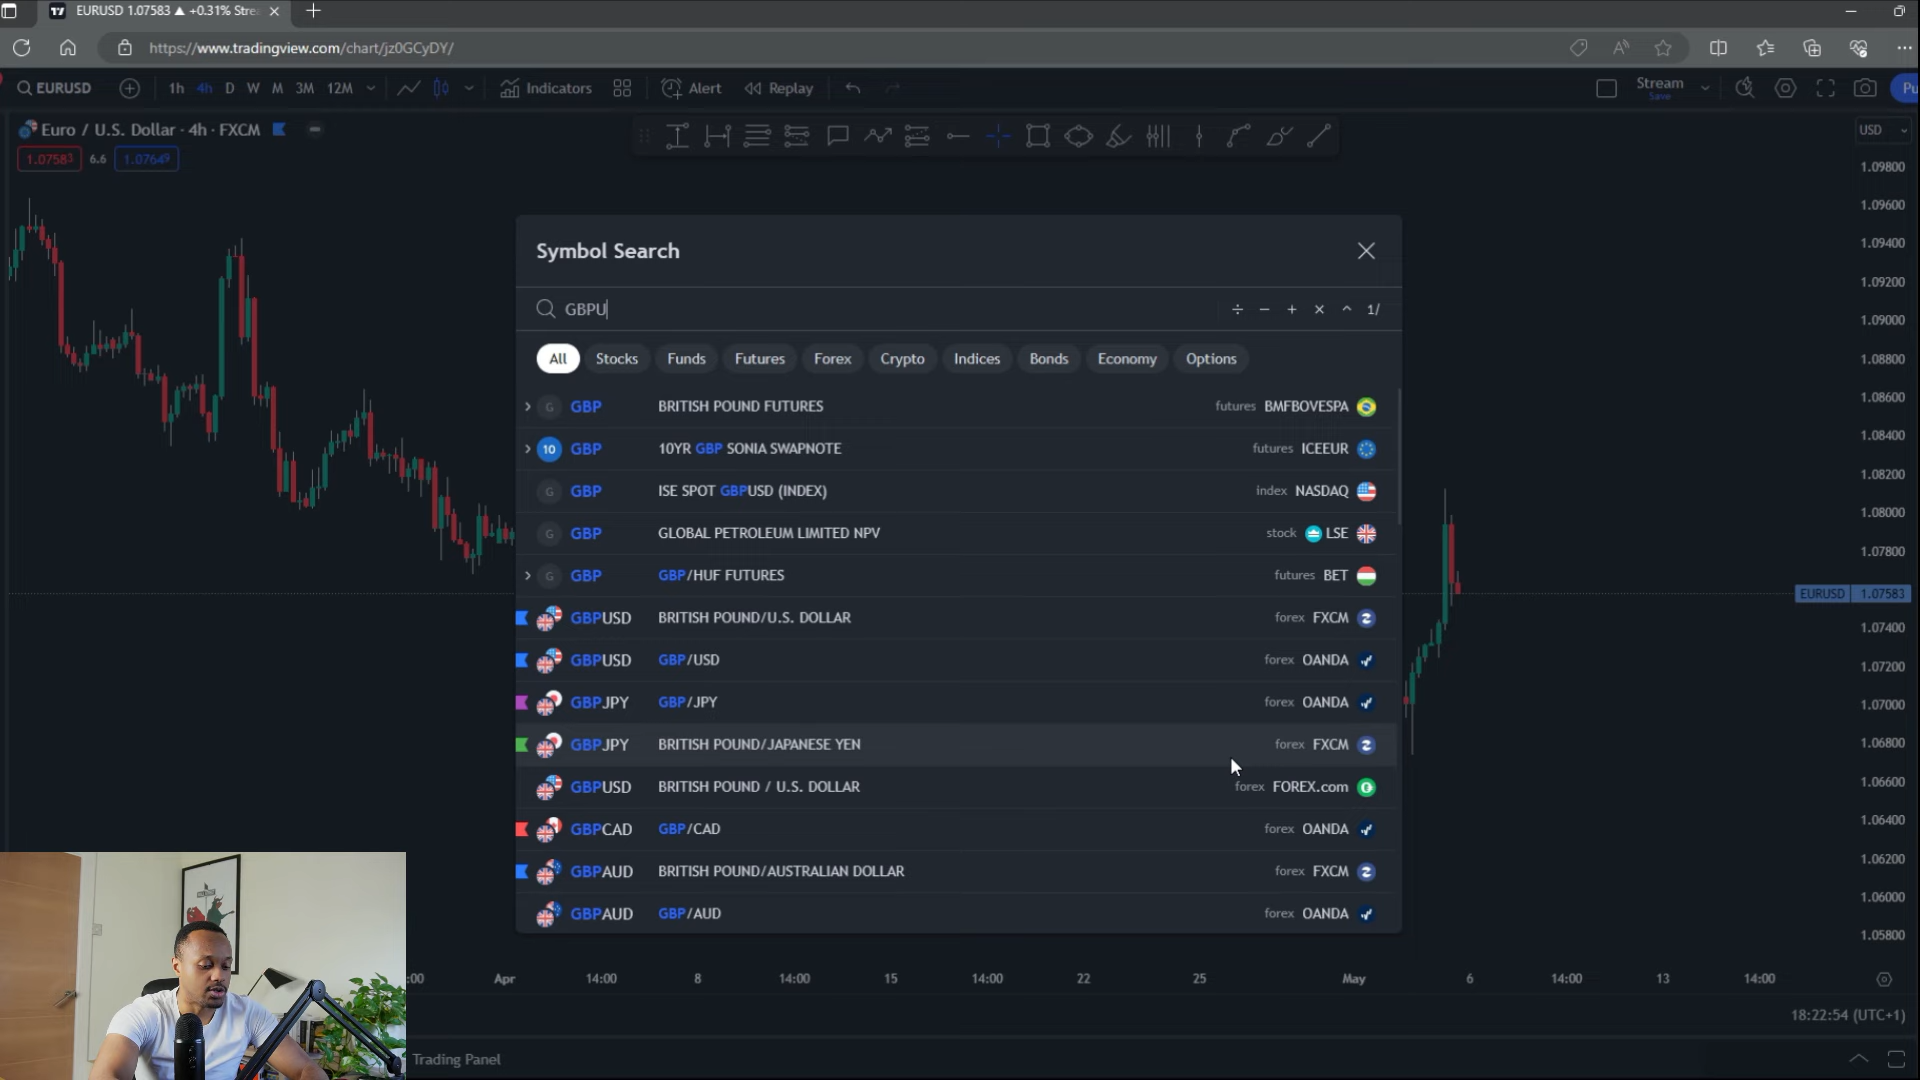 EURUSD 1.07583 ▲ +0.31% Stre
https://www.tradingview.com/chart/jz0GCyDY/
EURUSD 1h 4h D W M 3M 12M Indicators Alert Replay Stream Save Pu
Euro / U.S. Dollar · 4h · FXCM
1.07583 6.6 1.07649
USD
1.09800
1.09600
1.09400
1.09200
1.09000
1.08800
1.08600
1.08400
1.08200
1.08000
1.07800
EURUSD 1.07583
1.07400
1.07200
1.07000
1.06800
1.06600
1.06400
1.06200
1.06000
1.05800
Symbol Search
GBPU ÷ − + × ^ 1/
All Stocks Funds Futures Forex Crypto Indices Bonds Economy Options
G GBP BRITISH POUND FUTURES futures BMFBOVESPA
10 GBP 10YR GBP SONIA SWAPNOTE futures ICEEUR
G GBP ISE SPOT GBPUSD (INDEX) index NASDAQ
G GBP GLOBAL PETROLEUM LIMITED NPV stock LSE
G GBP GBP/HUF FUTURES futures BET
GBPUSD BRITISH POUND/U.S. DOLLAR forex FXCM
GBPUSD GBP/USD forex OANDA
GBPJPY GBP/JPY forex OANDA
GBPJPY BRITISH POUND/JAPANESE YEN forex FXCM
GBPUSD BRITISH POUND / U.S. DOLLAR forex FOREX.com
GBPCAD GBP/CAD forex OANDA
GBPAUD BRITISH POUND/AUSTRALIAN DOLLAR forex FXCM
GBPAUD GBP/AUD forex OANDA
:00 Apr 14:00 8 14:00 15 14:00 22 25 May 6 14:00 13 14:00
18:22:54 (UTC+1)
Trading Panel